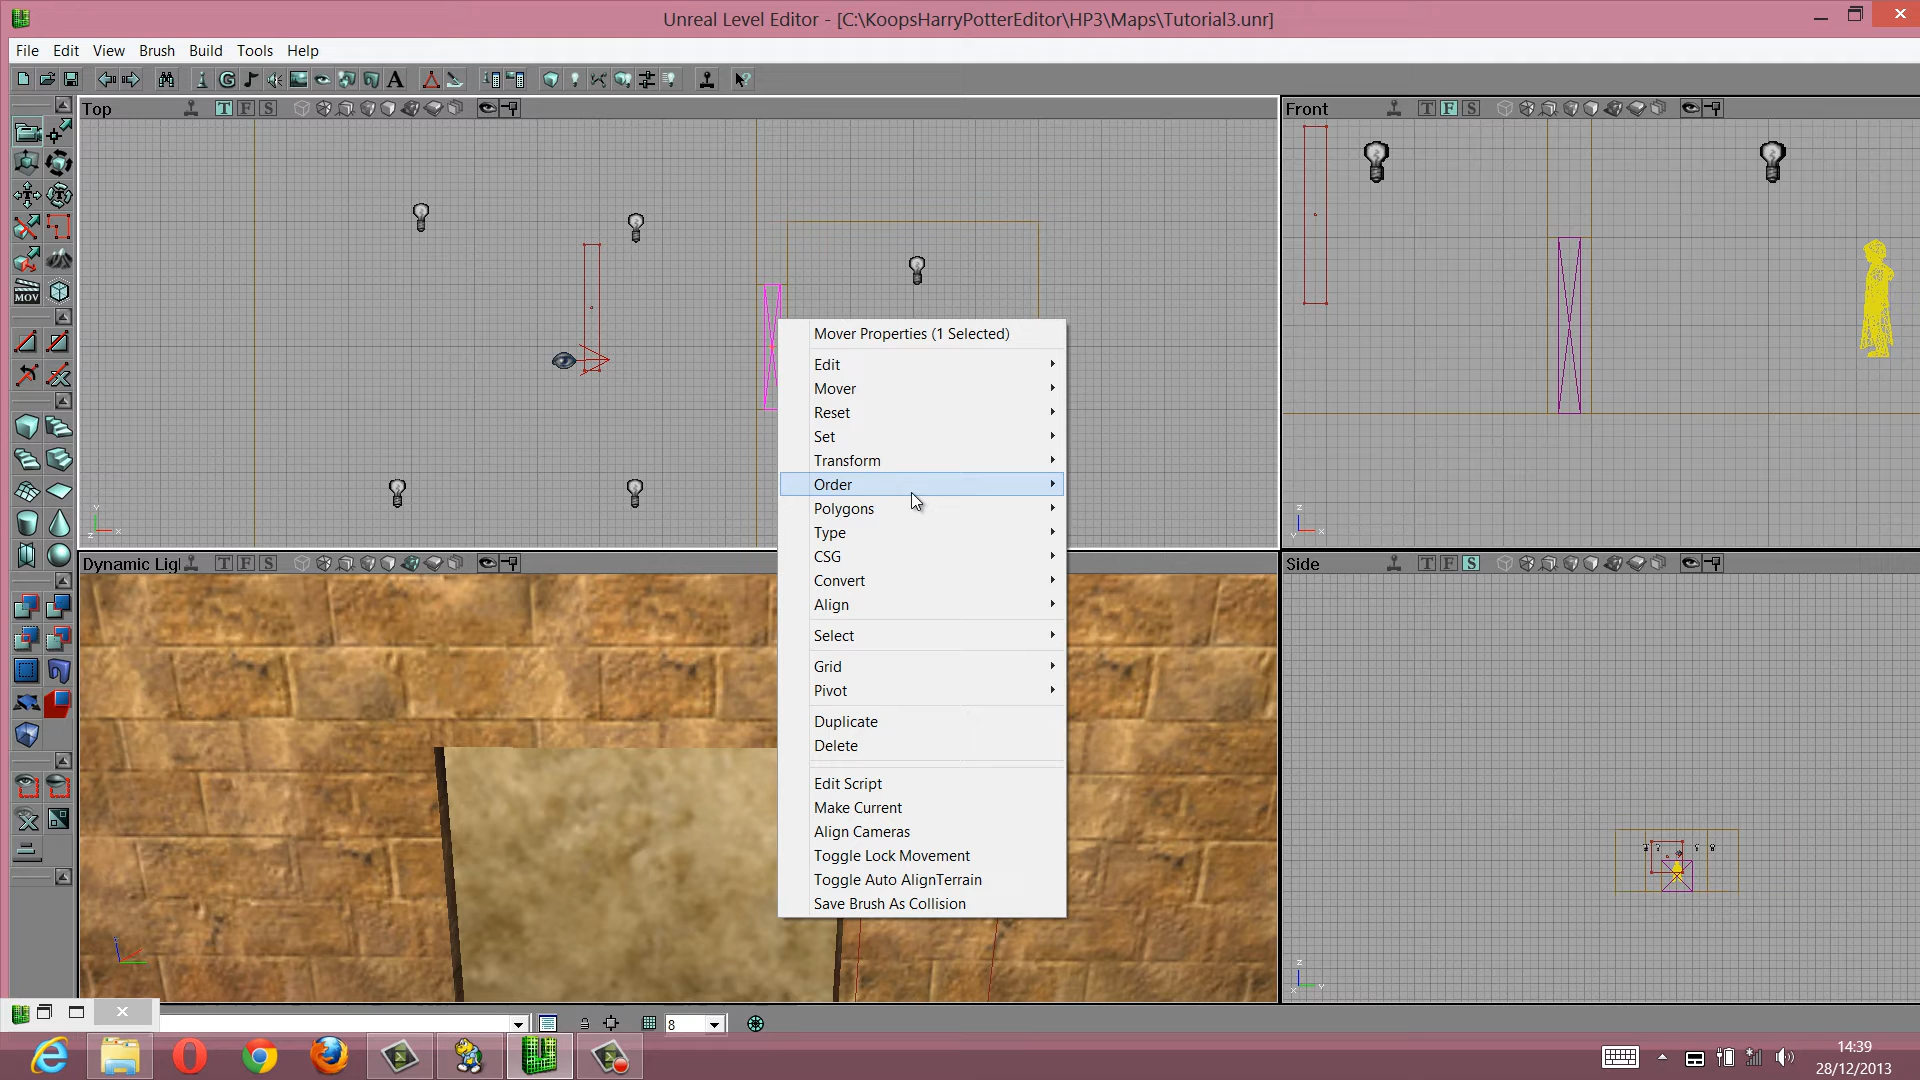 Unreal Level Editor - [C:\KoopsHarryPotterEditor\HP3\Maps\Tutorial3.unr]
File Edit View Brush Build Tools Help
Top T F S
Front T F S
MOV
Mover Properties (1 Selected)
Edit
Mover
Reset
Set
Transform
Order
Polygons
Type
CSG
Convert
Align
Select
Grid
Pivot
Duplicate
Delete
Edit Script
Make Current
Align Cameras
Toggle Lock Movement
Toggle Auto AlignTerrain
Save Brush As Collision
Dynamic Ligl T F S
Side T F S
8
14:39
28/12/2013